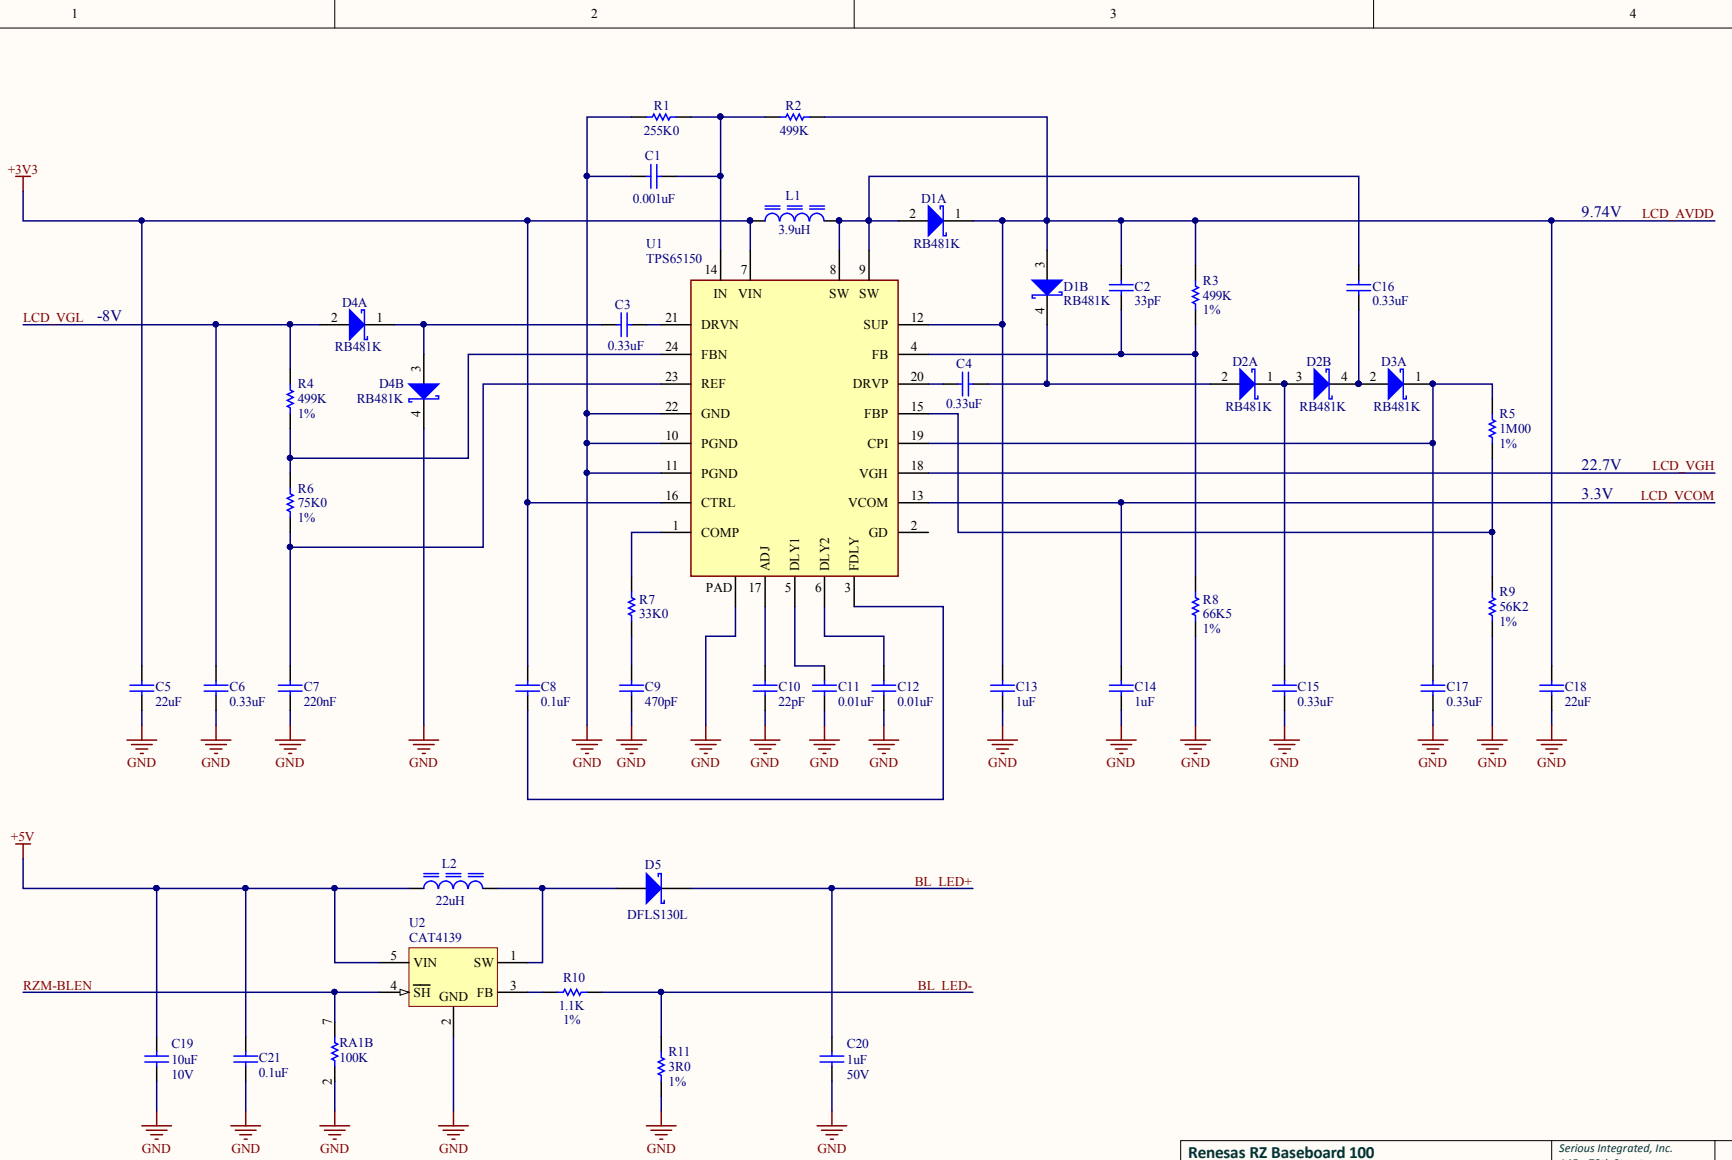 1 2 3 4
R1
255K0
R2
499K
C1
0.001uF
+3V3
L1
3.9uH
D1A
2 1
RB481K
9.74V LCD_AVDD
U1
TPS65150
14 7 8 9
IN VIN SW SW
3
D1B
RB481K
4
C2
33pF
R3
499K
1%
C16
0.33uF
LCD_VGL -8V
D4A
2 1
RB481K
C3
0.33uF
21 DRVN
24 FBN
23 REF
22 GND
10 PGND
11 PGND
16 CTRL
1 COMP
SUP 12
FB 4
DRVP 20
FBP 15
CPI 19
VGH 18
VCOM 13
GD 2
ADJ DLY1 DLY2 FDLY
PAD 17 5 6 3
3
D4B
RB481K
4
R4
499K
1%
R6
75K0
1%
C4
0.33uF
D2A
2 1
RB481K
D2B
3 4
RB481K
D3A
2 1
RB481K
R5
1M00
1%
22.7V LCD_VGH
3.3V LCD_VCOM
R7
33K0
R8
66K5
1%
R9
56K2
1%
C5
22uF
C6
0.33uF
C7
220nF
C8
0.1uF
C9
470pF
C10
22pF
C11
0.01uF
C12
0.01uF
C13
1uF
C14
1uF
C15
0.33uF
C17
0.33uF
C18
22uF
GND GND GND GND GND GND GND GND GND GND GND GND GND GND GND GND GND
+5V
L2
22uH
D5
DFLS130L
BL_LED+
U2
CAT4139
5 VIN SW 1
RZM-BLEN
4 SH GND FB 3
2
R10
1.1K
1%
BL_LED-
C19
10uF
10V
C21
0.1uF
7
RA1B
100K
2
R11
3R0
1%
C20
1uF
50V
GND GND GND GND GND GND
Renesas RZ Baseboard 100
Serious Integrated, Inc.